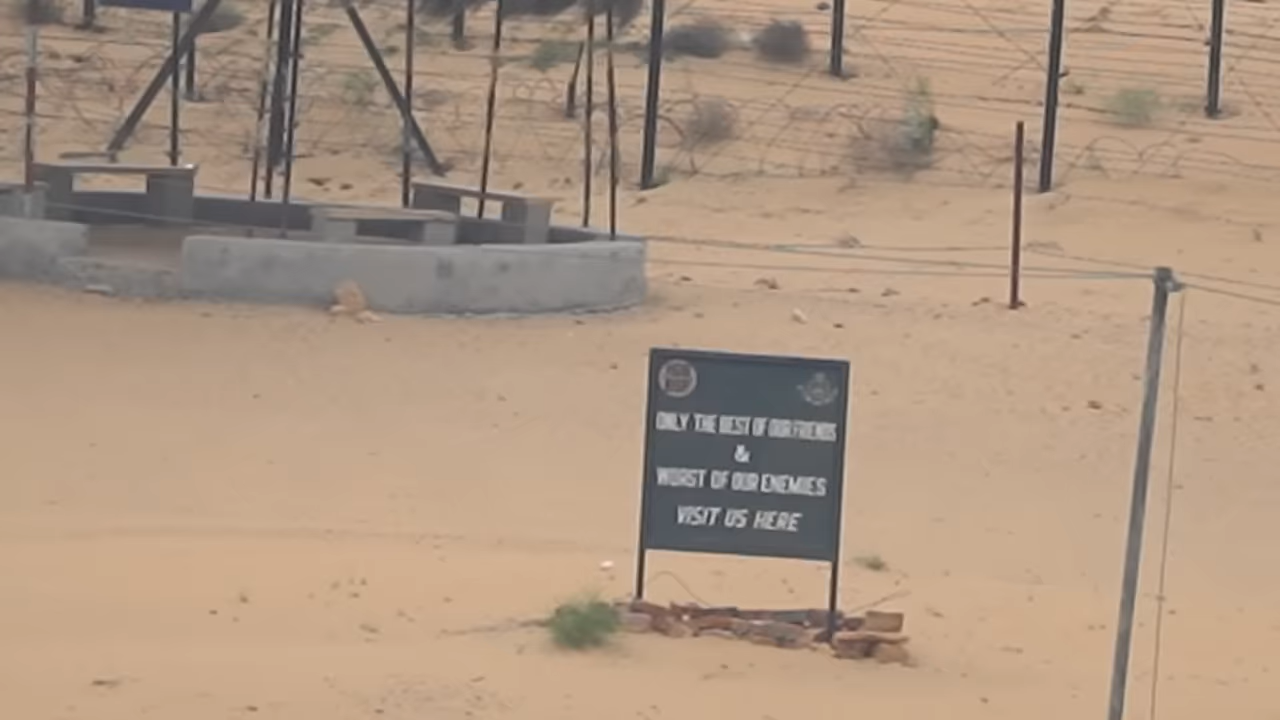 ONLY THE BEST OF OUR FRIENDS
&
WORST OF OUR ENEMIES
VISIT US HERE